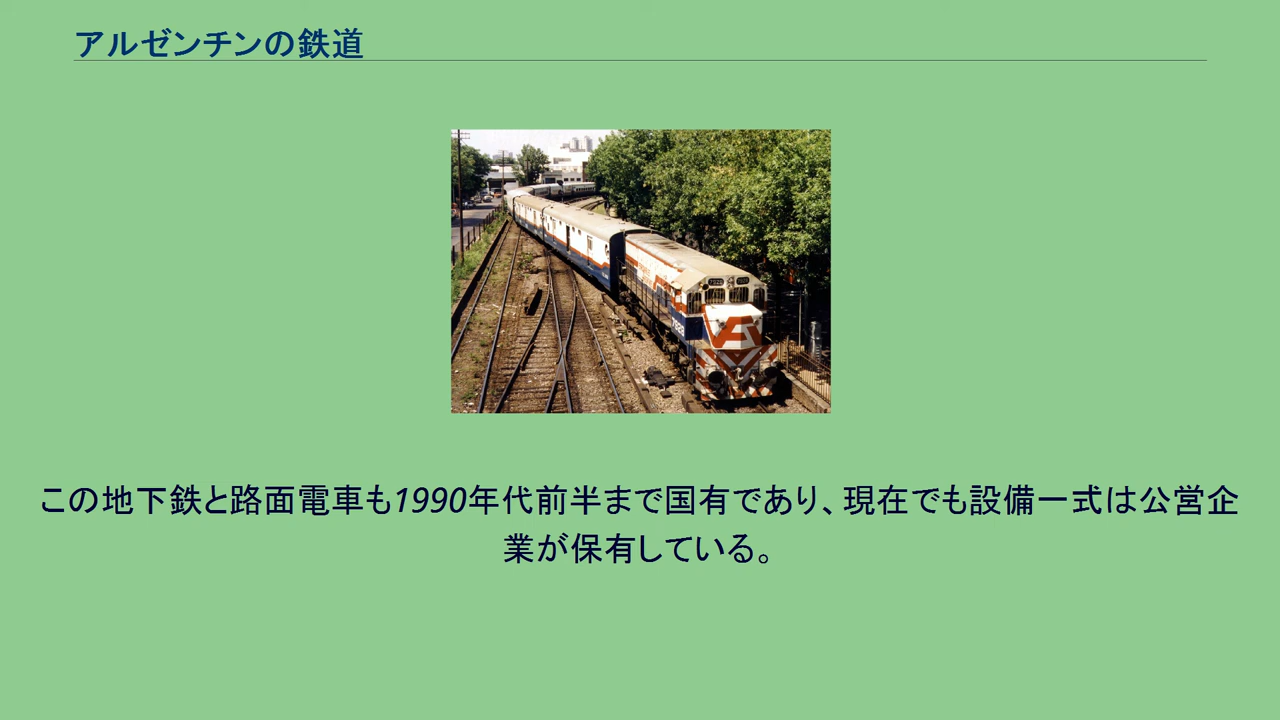 アルゼンチンの鉄道
この地下鉄と路面電車も1990年代前半まで国有であり、現在でも設備一式は公営企
業が保有している。